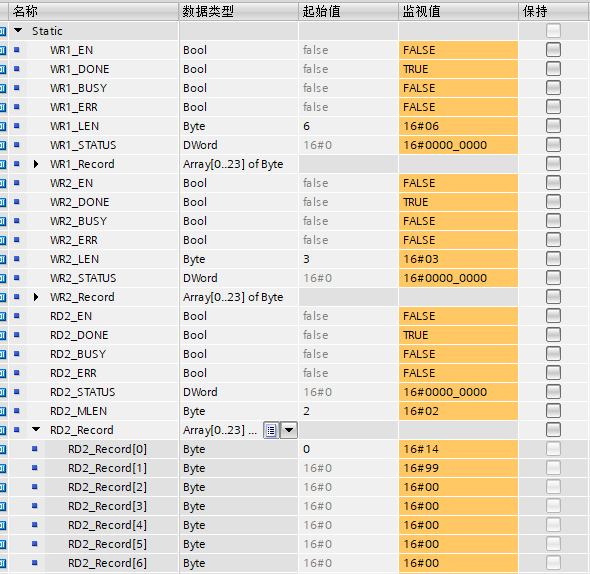 名称 数据类型 起始值 监视值 保持
Static
WR1_EN Bool false FALSE
WR1_DONE Bool false TRUE
WR1_BUSY Bool false FALSE
WR1_ERR Bool false FALSE
WR1_LEN Byte 6 16#06
WR1_STATUS DWord 16#0 16#0000_0000
WR1_Record Array[0..23] of Byte
WR2_EN Bool false FALSE
WR2_DONE Bool false TRUE
WR2_BUSY Bool false FALSE
WR2_ERR Bool false FALSE
WR2_LEN Byte 3 16#03
WR2_STATUS DWord 16#0 16#0000_0000
WR2_Record Array[0..23] of Byte
RD2_EN Bool false FALSE
RD2_DONE Bool false TRUE
RD2_BUSY Bool false FALSE
RD2_ERR Bool false FALSE
RD2_STATUS DWord 16#0 16#0000_0000
RD2_MLEN Byte 2 16#02
RD2_Record Array[0..23] ...
RD2_Record[0] Byte 0 16#14
RD2_Record[1] Byte 16#0 16#99
RD2_Record[2] Byte 16#0 16#00
RD2_Record[3] Byte 16#0 16#00
RD2_Record[4] Byte 16#0 16#00
RD2_Record[5] Byte 16#0 16#00
RD2_Record[6] Byte 16#0 16#00